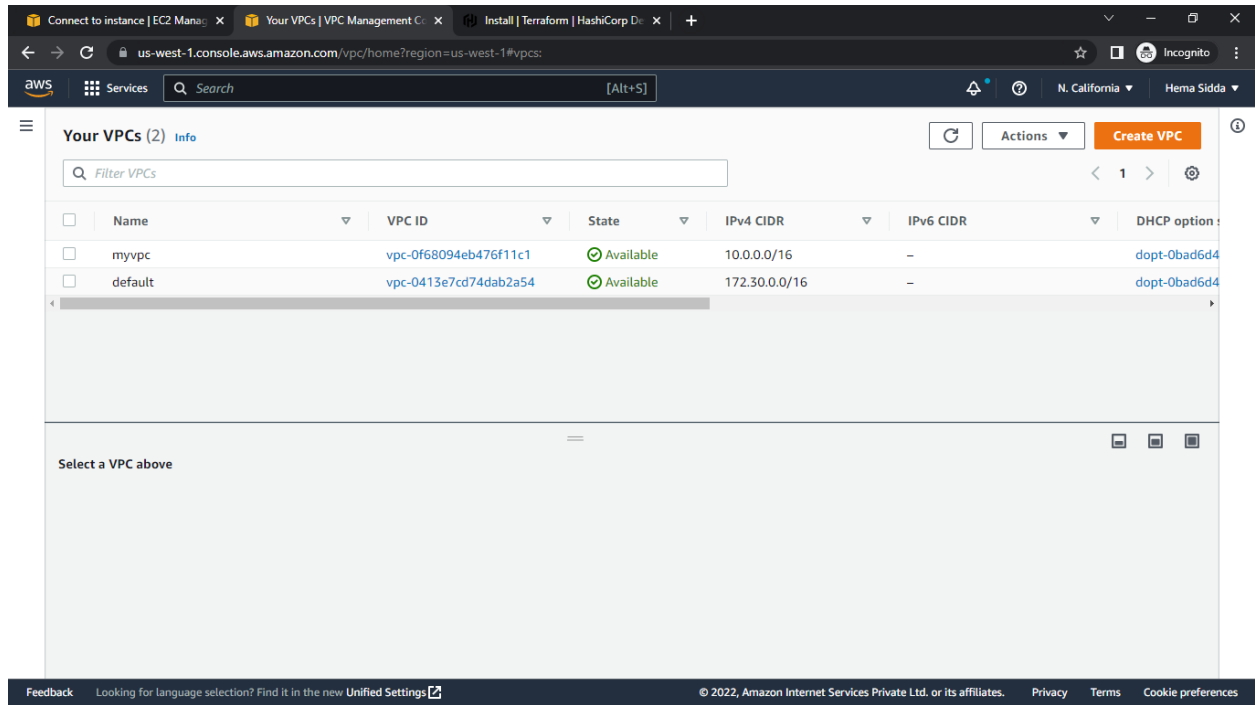 Connect to instance | EC2 Manag
Your VPCs | VPC Management Co
Install | Terraform | HashiCorp De
us-west-1.console.aws.amazon.com/vpc/home?region=us-west-1#vpcs:
Incognito
aws Services Search [Alt+S] N. California Hema Sidda
Your VPCs (2) Info
Actions Create VPC
Filter VPCs
1
Name VPC ID State IPv4 CIDR IPv6 CIDR DHCP option s
myvpc vpc-0f68094eb476f11c1 Available 10.0.0.0/16 – dopt-0bad6d4
default vpc-0413e7cd74dab2a54 Available 172.30.0.0/16 – dopt-0bad6d4
Select a VPC above
Feedback Looking for language selection? Find it in the new Unified Settings © 2022, Amazon Internet Services Private Ltd. or its affiliates. Privacy Terms Cookie preferences